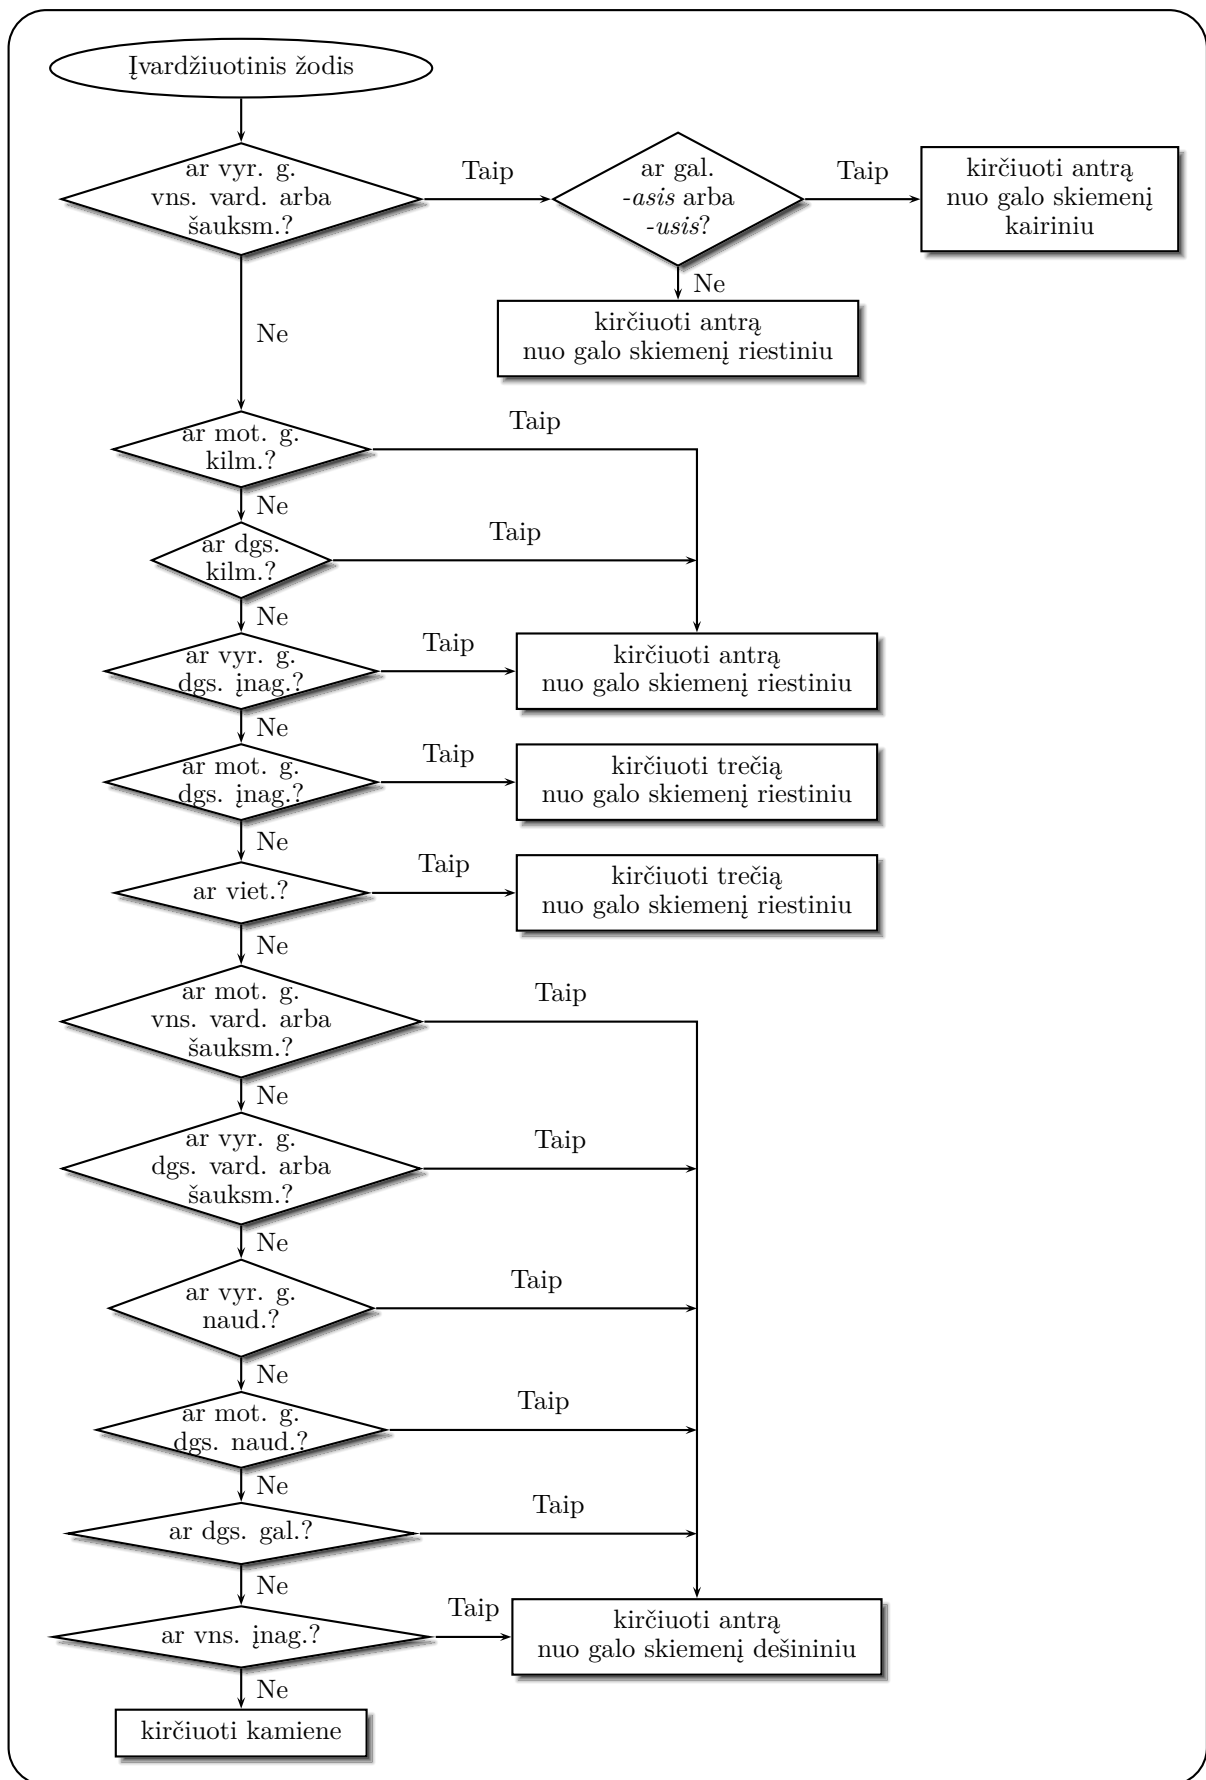 Įvardžiuotinis žodis
ar vyr. g.
vns. vard. arba
šauksm.?
Taip
ar gal.
-asis arba
-usis?
Taip
kirčiuoti antrą
nuo galo skiemenį
kairiniu
Ne
kirčiuoti antrą
nuo galo skiemenį riestiniu
Ne
ar mot. g.
kilm.?
Taip
Ne
ar dgs.
kilm.?
Taip
Ne
ar vyr. g.
dgs. įnag.?
Taip
kirčiuoti antrą
nuo galo skiemenį riestiniu
Ne
ar mot. g.
dgs. įnag.?
Taip
kirčiuoti trečią
nuo galo skiemenį riestiniu
Ne
ar viet.?
Taip
kirčiuoti trečią
nuo galo skiemenį riestiniu
Ne
ar mot. g.
vns. vard. arba
šauksm.?
Taip
Ne
ar vyr. g.
dgs. vard. arba
šauksm.?
Taip
Ne
ar vyr. g.
naud.?
Taip
Ne
ar mot. g.
dgs. naud.?
Taip
Ne
ar dgs. gal.?
Taip
Ne
ar vns. įnag.?
Taip
kirčiuoti antrą
nuo galo skiemenį dešininiu
Ne
kirčiuoti kamiene